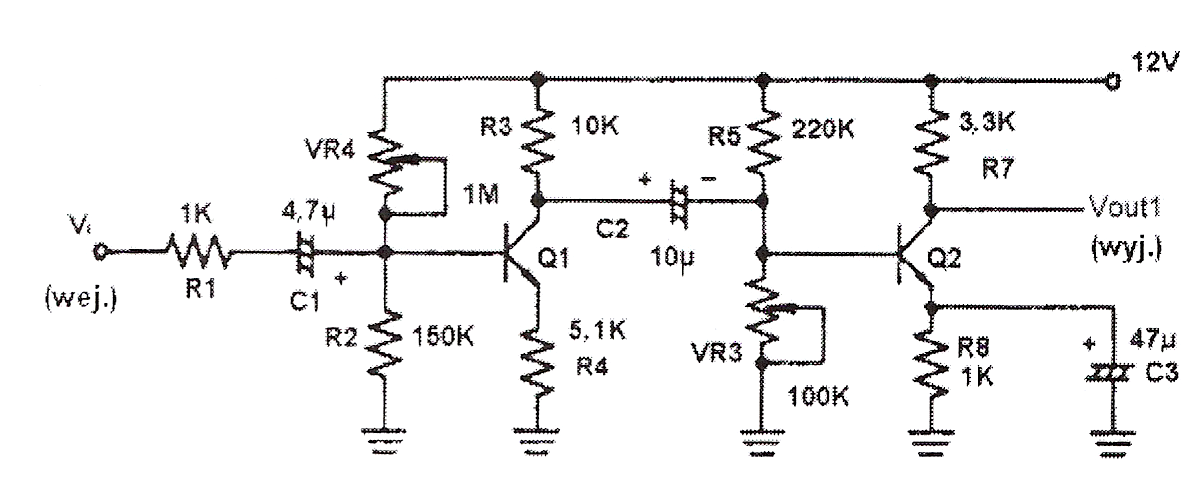 12V
R3
10K
R5
220K
3,3K
R7
VR4
1M
Vi
(wej.)
1K
R1
4,7µ
+
C1
+
-
C2
10µ
Q1
Q2
Vout1
(wyj.)
R2
150K
5,1K
R4
VR3
100K
R8
1K
+
47µ
C3